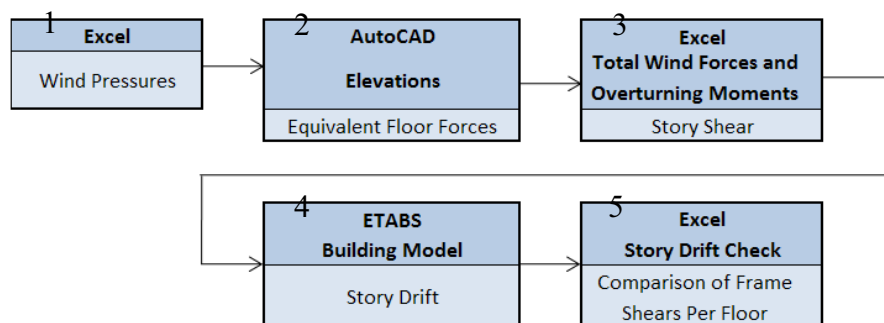 1
Excel
Wind Pressures
2
AutoCAD
Elevations
Equivalent Floor Forces
3
Excel
Total Wind Forces and
Overturning Moments
Story Shear
4
ETABS
Building Model
Story Drift
5
Excel
Story Drift Check
Comparison of Frame
Shears Per Floor